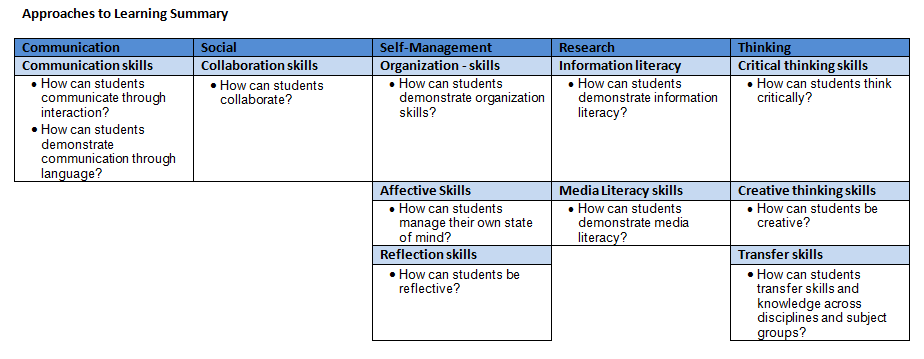 Approaches to Learning Summary
Communication
Social
Self-Management
Research
Thinking
Communication skills
Collaboration skills
Organization - skills
Information literacy
Critical thinking skills
• How can students
communicate through
interaction?
• How can students
demonstrate
communication through
language?
• How can students
collaborate?
• How can students
demonstrate organization
skills?
• How can students
demonstrate information
literacy?
• How can students think
critically?
Affective Skills
Media Literacy skills
Creative thinking skills
• How can students
manage their own state
of mind?
• How can students
demonstrate media
literacy?
• How can students be
creative?
Reflection skills
Transfer skills
• How can students be
reflective?
• How can students
transfer skills and
knowledge across
disciplines and subject
groups?